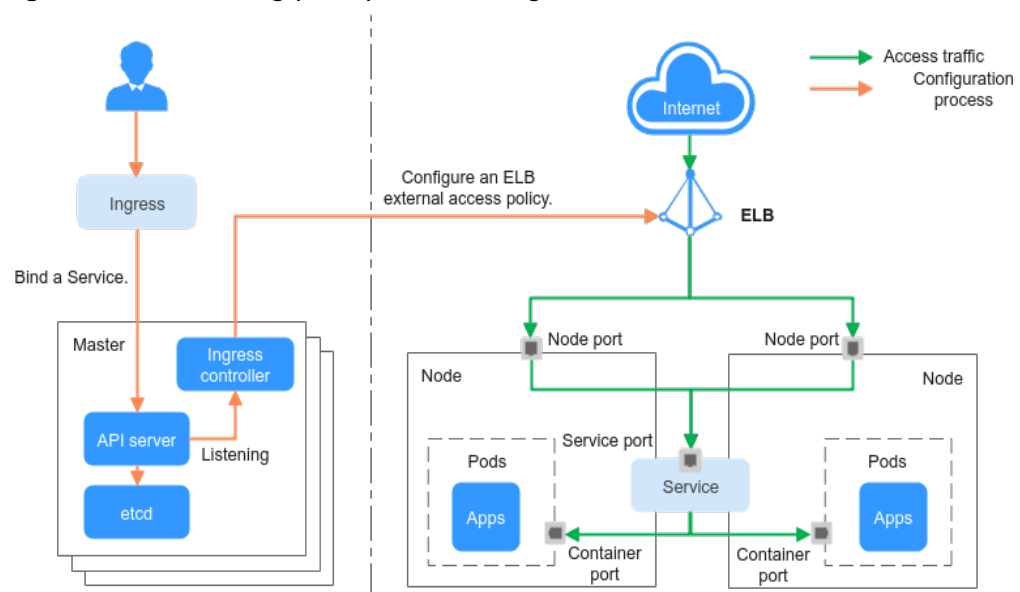 Internet
Access traffic
Configuration
process
Ingress
Configure an ELB
external access policy.
ELB
Bind a Service.
Master
Ingress
controller
API server
Listening
etcd
Node port
Node port
Node
Node
Service port
Pods
Pods
Service
Apps
Apps
Container
port
Container
port